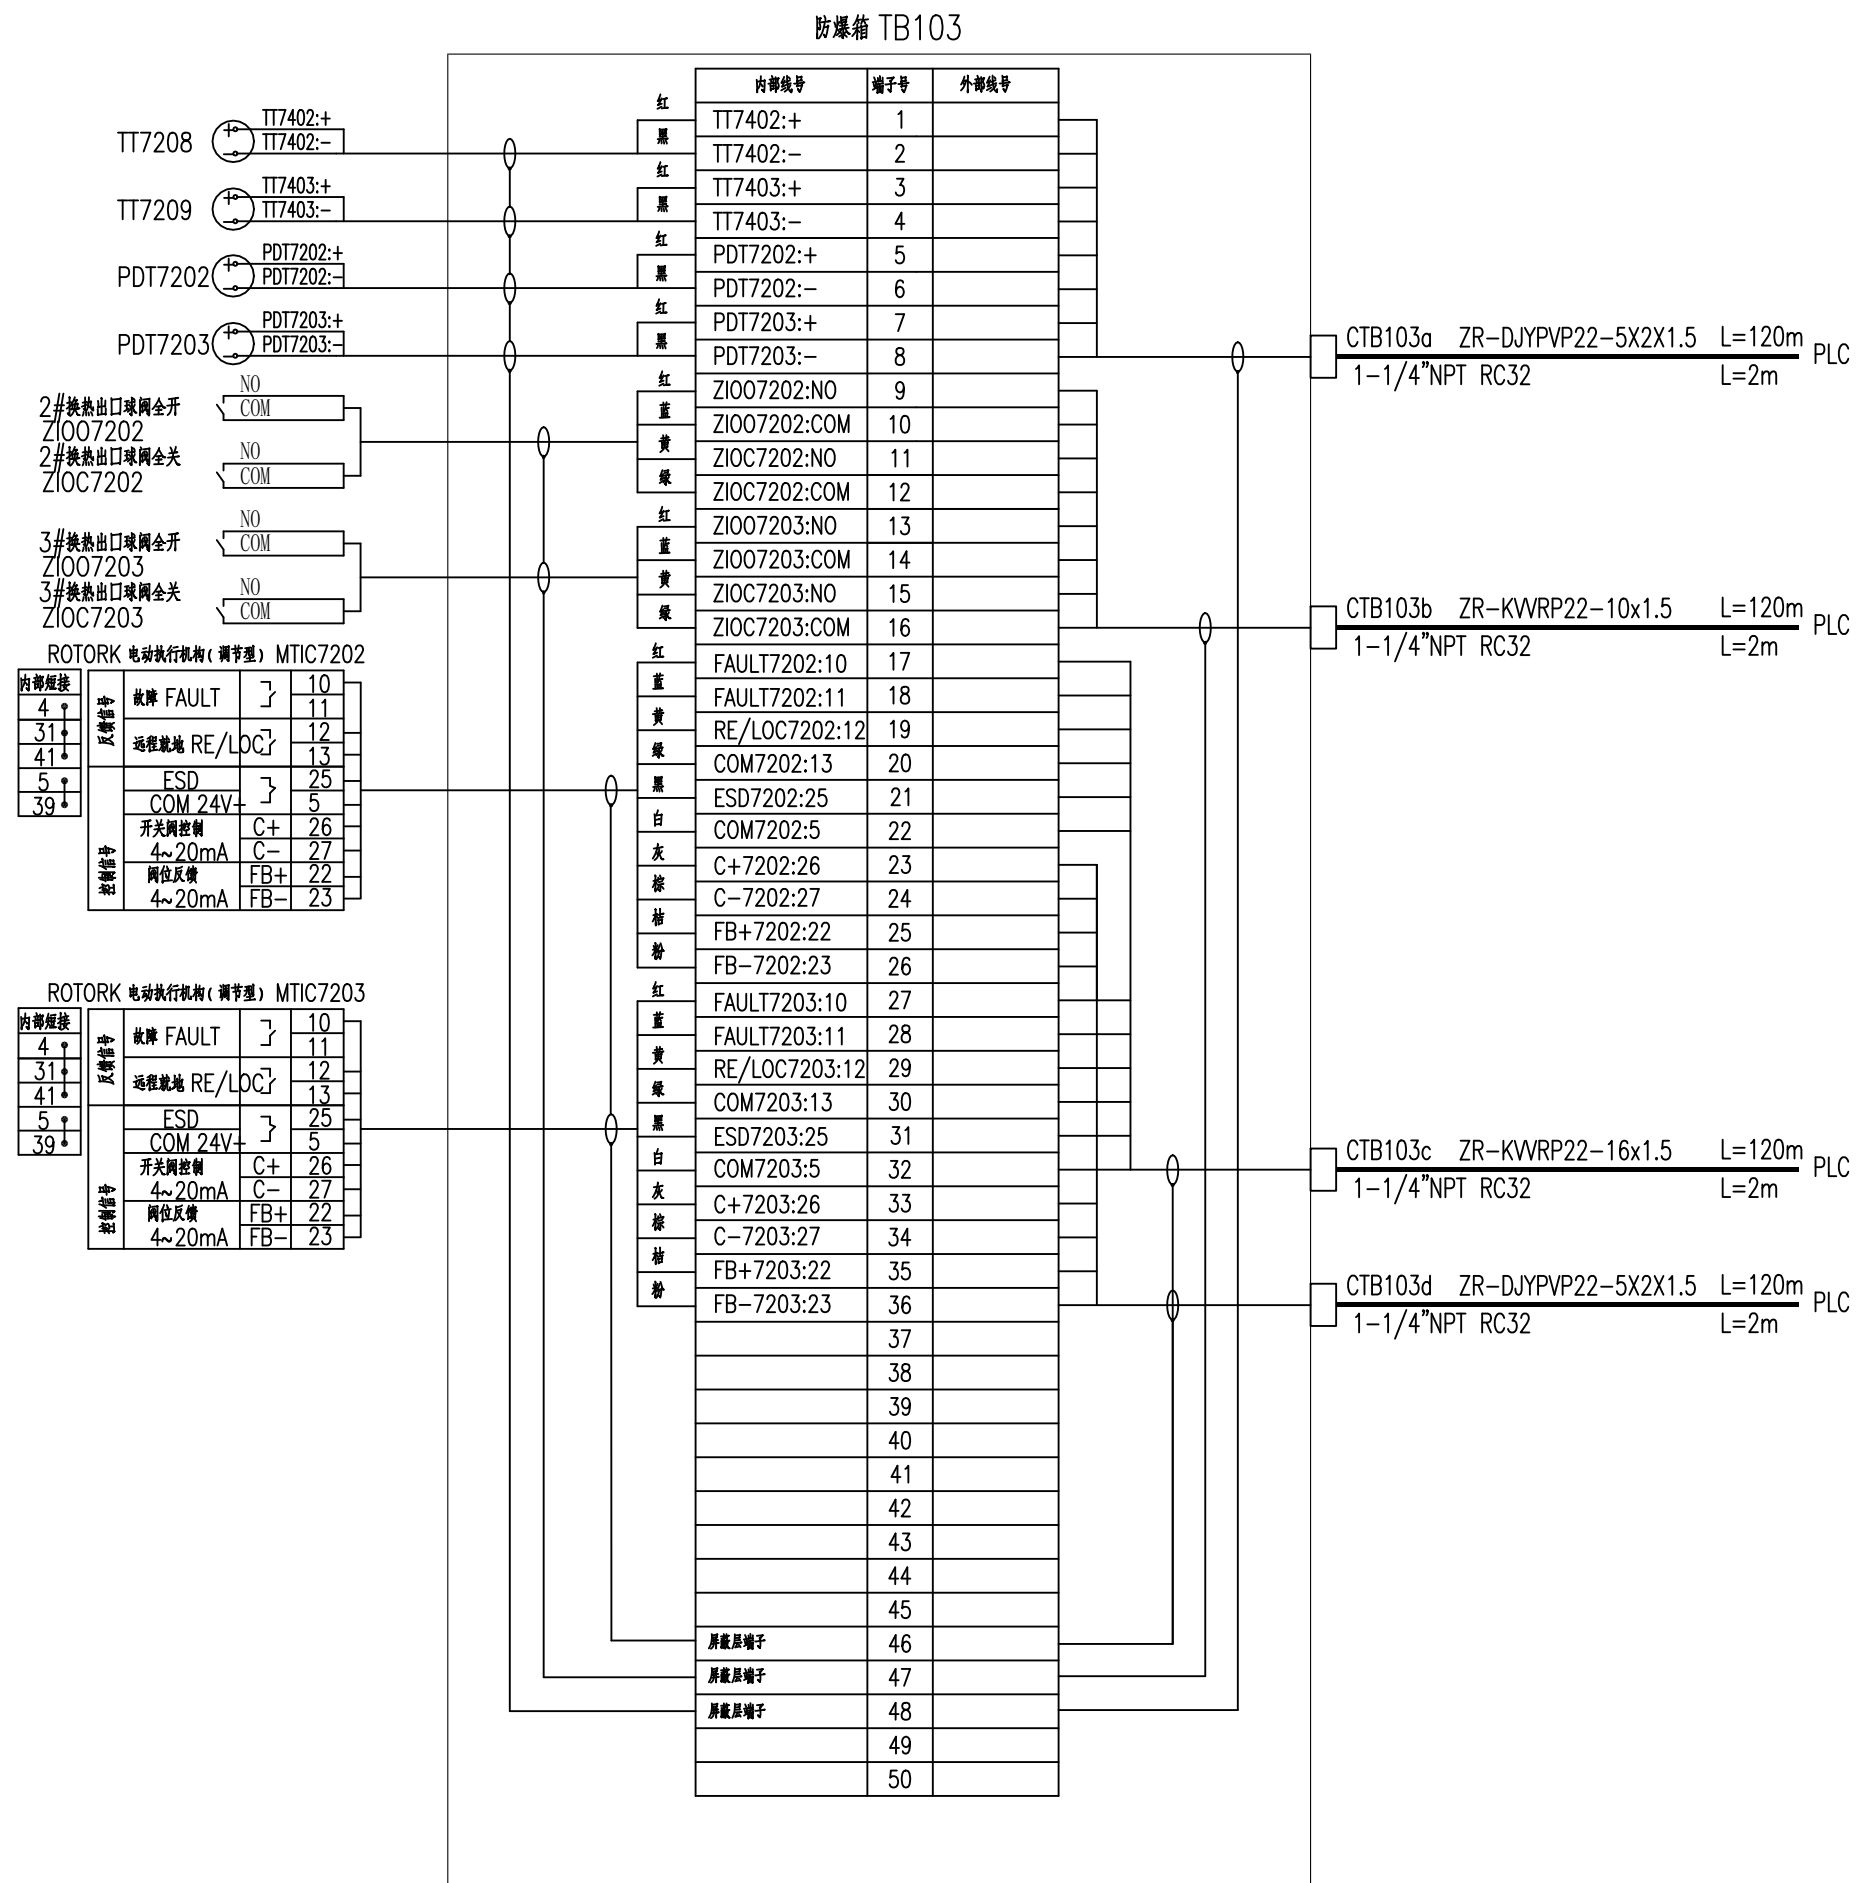 防爆箱 TB103
内部线号 端子号 外部线号
红 TT7402:+ 1
黑 TT7402:- 2
红 TT7403:+ 3
黑 TT7403:- 4
红 PDT7202:+ 5
黑 PDT7202:- 6
红 PDT7203:+ 7
黑 PDT7203:- 8
红 ZIOO7202:NO 9
蓝 ZIOO7202:COM 10
黄 ZIOC7202:NO 11
绿 ZIOC7202:COM 12
红 ZIOO7203:NO 13
蓝 ZIOO7203:COM 14
黄 ZIOC7203:NO 15
绿 ZIOC7203:COM 16
红 FAULT7202:10 17
蓝 FAULT7202:11 18
黄 RE/LOC7202:12 19
绿 COM7202:13 20
黑 ESD7202:25 21
白 COM7202:5 22
灰 C+7202:26 23
棕 C-7202:27 24
桔 FB+7202:22 25
粉 FB-7202:23 26
红 FAULT7203:10 27
蓝 FAULT7203:11 28
黄 RE/LOC7203:12 29
绿 COM7203:13 30
黑 ESD7203:25 31
白 COM7203:5 32
灰 C+7203:26 33
棕 C-7203:27 34
桔 FB+7203:22 35
粉 FB-7203:23 36
37
38
39
40
41
42
43
44
45
屏蔽层端子 46
屏蔽层端子 47
屏蔽层端子 48
49
50
TT7208 + TT7402:+
- TT7402:-
TT7209 + TT7403:+
- TT7403:-
PDT7202 + PDT7202:+
- PDT7202:-
PDT7203 + PDT7203:+
- PDT7203:-
NO
2#换热出口球阀全开 COM
ZIOO7202
NO
2#换热出口球阀全关
ZIOC7202 COM
NO
3#换热出口球阀全开 COM
ZIOO7203
NO
3#换热出口球阀全关
ZIOC7203 COM
ROTORK 电动执行机构(调节型) MTIC7202
内部短接
4
31
41
5
39
反馈信号
故障 FAULT 10
11
远程就地 RE/LOC 12
13
控制信号
ESD 25
COM 24V+ 5
开关阀控制 C+ 26
4~20mA C- 27
阀位反馈 FB+ 22
4~20mA FB- 23
ROTORK 电动执行机构(调节型) MTIC7203
内部短接
4
31
41
5
39
反馈信号
故障 FAULT 10
11
远程就地 RE/LOC 12
13
控制信号
ESD 25
COM 24V+ 5
开关阀控制 C+ 26
4~20mA C- 27
阀位反馈 FB+ 22
4~20mA FB- 23
CTB103a ZR-DJYPVP22-5X2X1.5 L=120m PLC
1-1/4"NPT RC32 L=2m
CTB103b ZR-KVVRP22-10x1.5 L=120m PLC
1-1/4"NPT RC32 L=2m
CTB103c ZR-KVVRP22-16x1.5 L=120m PLC
1-1/4"NPT RC32 L=2m
CTB103d ZR-DJYPVP22-5X2X1.5 L=120m PLC
1-1/4"NPT RC32 L=2m